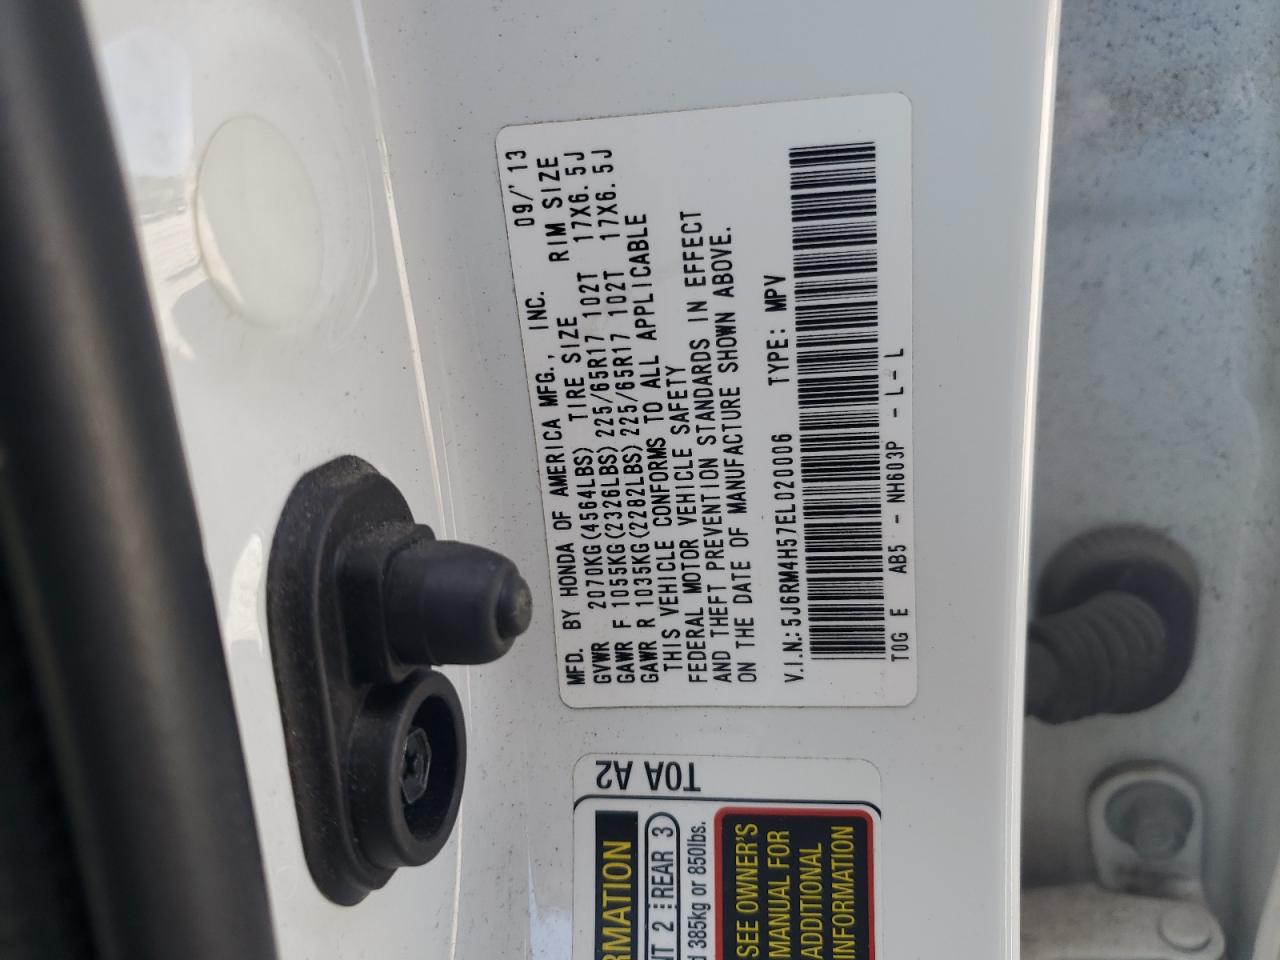 MFD. BY HONDA OF AMERICA MFG., INC. 09/'13
GVWR 2070KG(4564LBS) TIRE SIZE RIM SIZE
GAWR F 1055KG(2326LBS) 225/65R17 102T 17X6.5J
GAWR R 1035KG(2282LBS) 225/65R17 102T 17X6.5J
THIS VEHICLE CONFORMS TO ALL APPLICABLE
FEDERAL MOTOR VEHICLE SAFETY
AND THEFT PREVENTION STANDARDS IN EFFECT
ON THE DATE OF MANUFACTURE SHOWN ABOVE.
V.I.N.:5J6RM4H57EL020006 TYPE: MPV
T0G E AB5 - NH603P - L-L
T0A A2
RMATION
NT 2 REAR 3
d 385kg or 850lbs.
SEE OWNER'S
MANUAL FOR
ADDITIONAL
INFORMATION